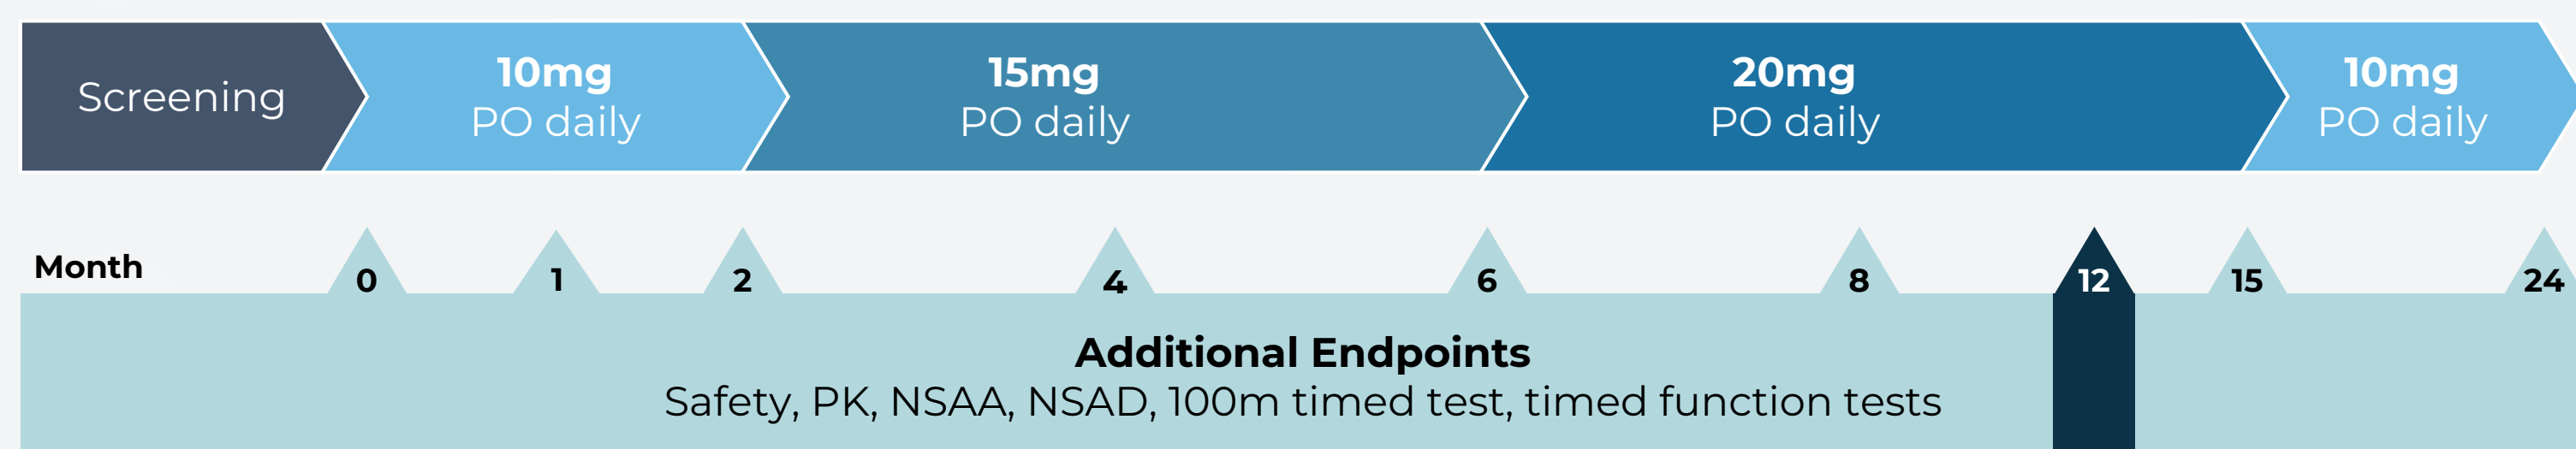 Screening
10mg
PO daily
15mg
PO daily
20mg
PO daily
10mg
PO daily
Month 0 1 2 4 6 8 12 15 24
Additional Endpoints
Safety, PK, NSAA, NSAD, 100m timed test, timed function tests